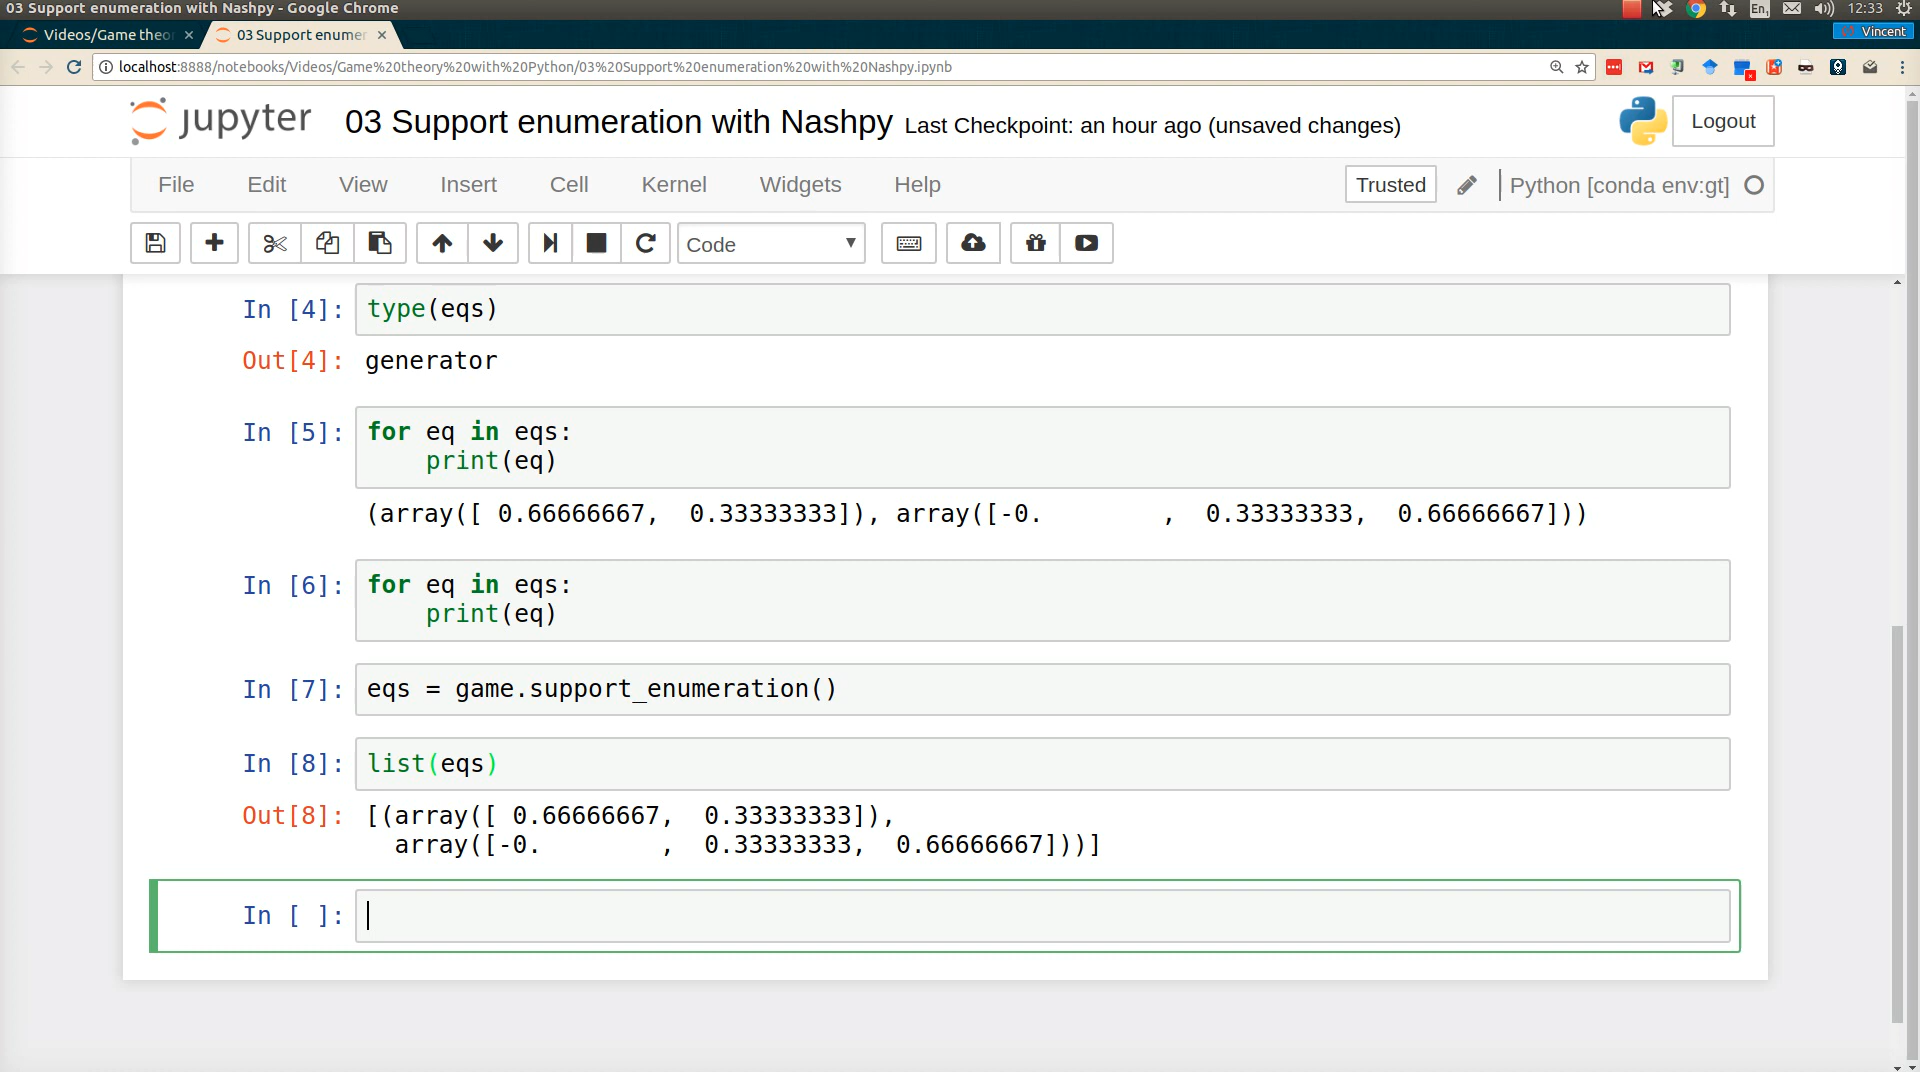 03 Support enumeration with Nashpy - Google Chrome
En₁
12:33
Videos/Game theo
03 Support enumer
Vincent
localhost:8888/notebooks/Videos/Game%20theory%20with%20Python/03%20Support%20enumeration%20with%20Nashpy.ipynb
jupyter
03 Support enumeration with Nashpy Last Checkpoint: an hour ago (unsaved changes)
Logout
File Edit View Insert Cell Kernel Widgets Help
Trusted
Python [conda env:gt]
Code
In [4]: type(eqs)
Out[4]: generator
In [5]: for eq in eqs:
    print(eq)
(array([ 0.66666667,  0.33333333]), array([-0.        ,  0.33333333,  0.66666667]))
In [6]: for eq in eqs:
    print(eq)
In [7]: eqs = game.support_enumeration()
In [8]: list(eqs)
Out[8]: [(array([ 0.66666667,  0.33333333]),
  array([-0.        ,  0.33333333,  0.66666667]))]
In [ ]: